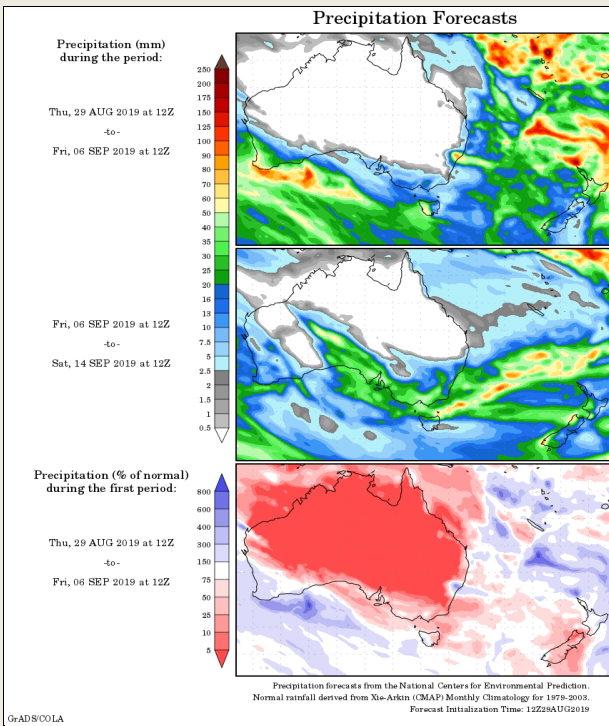 Precipitation Forecasts
Precipitation (mm)
during the period:
Thu, 29 AUG 2019 at 12Z
-to-
Fri, 06 SEP 2019 at 12Z
250
200
175
150
125
100
90
80
70
60
50
40
35
30
25
20
16
13
10
7.5
5
2.5
2
1.5
1
0.5
Fri, 06 SEP 2019 at 12Z
-to-
Sat, 14 SEP 2019 at 12Z
Precipitation (% of normal)
during the first period:
Thu, 29 AUG 2019 at 12Z
-to-
Fri, 06 SEP 2019 at 12Z
800
600
400
300
150
75
50
25
10
5
Precipitation forecasts from the National Centers for Environmental Prediction.
Normal rainfall derived from Xie-Arkin (CMAP) Monthly Climatology for 1979-2003.
Forecast Initialization Time: 12Z29AUG2019
GrADS/COLA